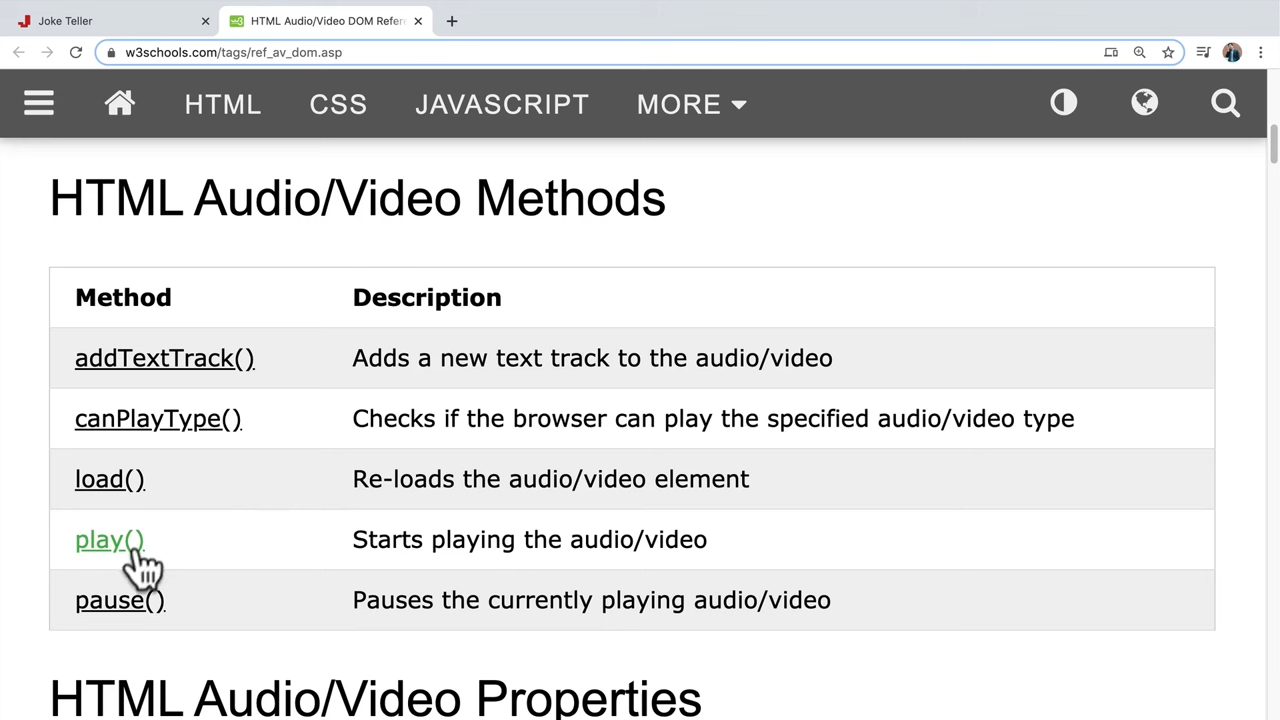 Joke Teller
HTML Audio/Video DOM Refer
w3schools.com/tags/ref_av_dom.asp
HTML CSS JAVASCRIPT MORE
HTML Audio/Video Methods
Method Description
addTextTrack() Adds a new text track to the audio/video
canPlayType() Checks if the browser can play the specified audio/video type
load() Re-loads the audio/video element
play() Starts playing the audio/video
pause() Pauses the currently playing audio/video
HTML Audio/Video Properties